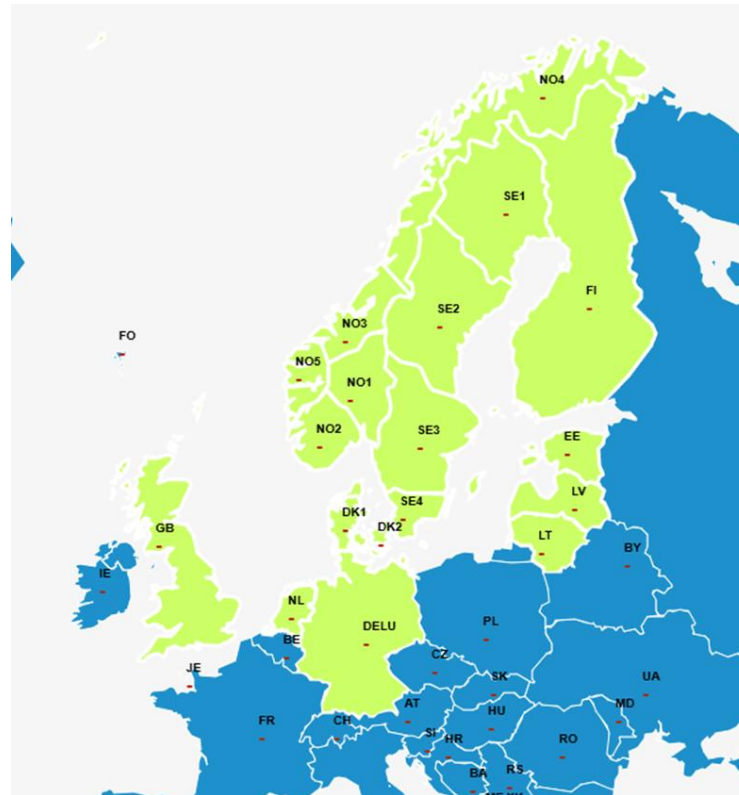 NO4
SE1
FI
SE2
NO3
FO
NO5
NO1
NO2
SE3
EE
SE4
LV
DK1
DK2
GB
LT
BY
IE
NL
PL
DELU
BE
CZ
JE
SK
UA
AT
MD
FR
CH
HU
SI
HR
RO
BA
RS